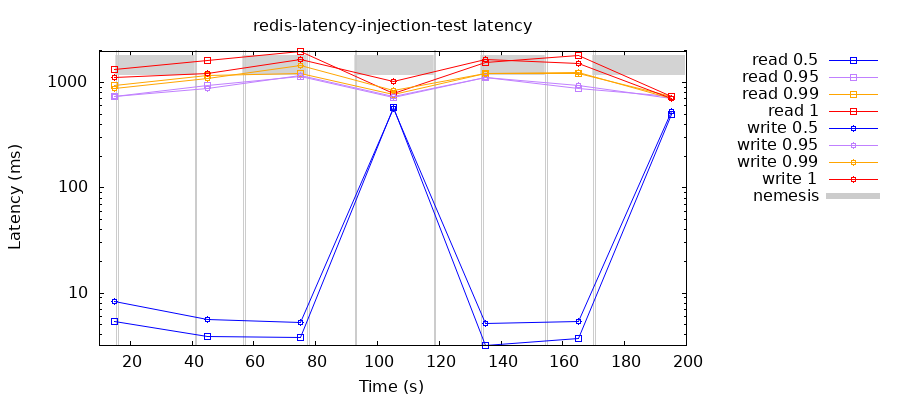 redis-latency-injection-test latency
Latency (ms)
1000
100
10
20 40 60 80 100 120 140 160 180 200
Time (s)
read 0.5
read 0.95
read 0.99
read 1
write 0.5
write 0.95
write 0.99
write 1
nemesis